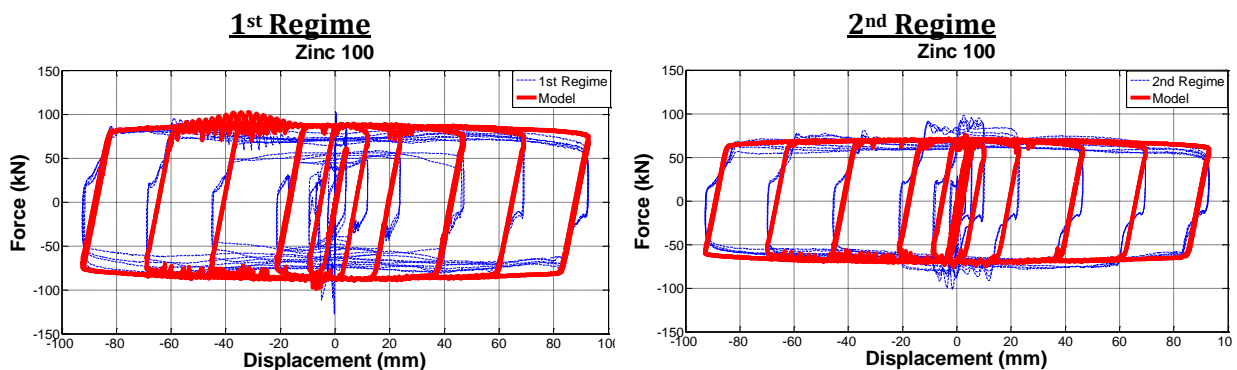 1st Regime
Zinc 100
150
100
50
0
-50
-100
-150
Force (kN)
-100 -80 -60 -40 -20 0 20 40 60 80 100
Displacement (mm)
1st Regime
Model
2nd Regime
Zinc 100
150
100
50
0
-50
-100
-150
Force (kN)
-100 -80 -60 -40 -20 0 20 40 60 80
Displacement (mm)
2nd Regime
Model